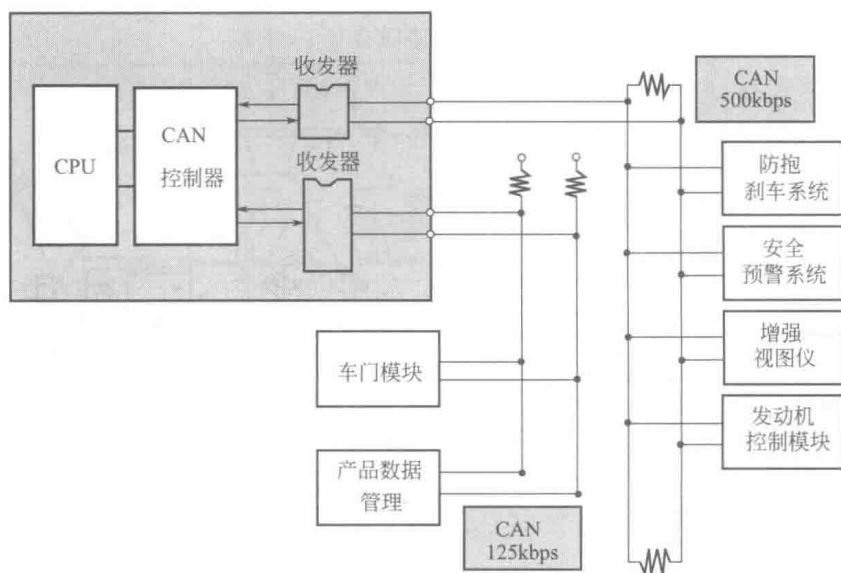 收发器
CAN
500kbps
CPU
CAN
控制器
收发器
防抱
刹车系统
安全
预警系统
车门模块
增强
视图仪
发动机
控制模块
产品数据
管理
CAN
125kbps